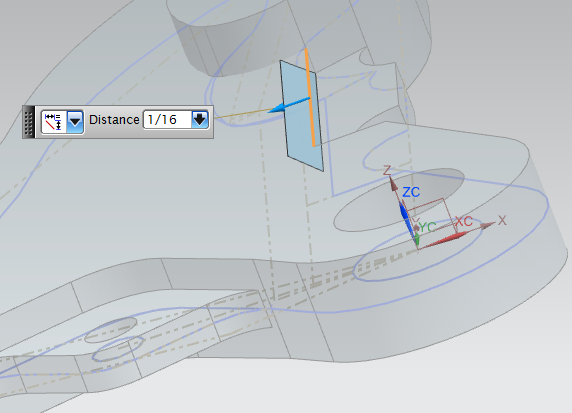 Distance 1/16
Z
ZC
YC
XC
X